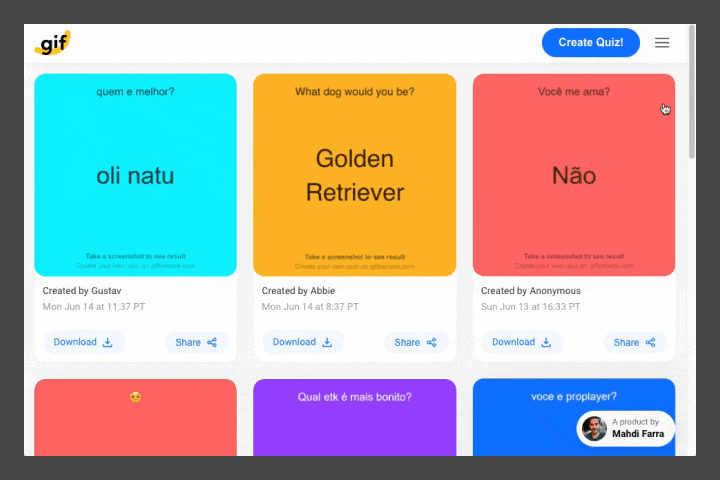 .gif
Create Quiz!
quem e melhor?
oli natu
Take a screenshot to see result
Create your own quiz on gifbanana.com
Created by Gustav
Mon Jun 14 at 11:37 PT
Download
Share
What dog would you be?
Golden
Retriever
Take a screenshot to see result
Create your own quiz on gifbanana.com
Created by Abbie
Mon Jun 14 at 8:37 PT
Download
Share
Você me ama?
Não
Take a screenshot to see result
Create your own quiz on gifbanana.com
Created by Anonymous
Sun Jun 13 at 16:33 PT
Download
Share
Qual etk é mais bonito?
voce e proplayer?
A product by
Mahdi Farra